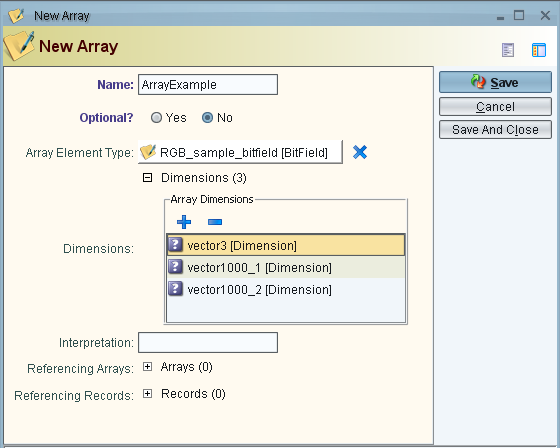 New Array
New Array
Name: ArrayExample
Optional? Yes No
Array Element Type: RGB_sample_bitfield [BitField]
Dimensions (3)
Array Dimensions
Dimensions:
vector3 [Dimension]
vector1000_1 [Dimension]
vector1000_2 [Dimension]
Interpretation:
Referencing Arrays: Arrays (0)
Referencing Records: Records (0)
Save
Cancel
Save And Close